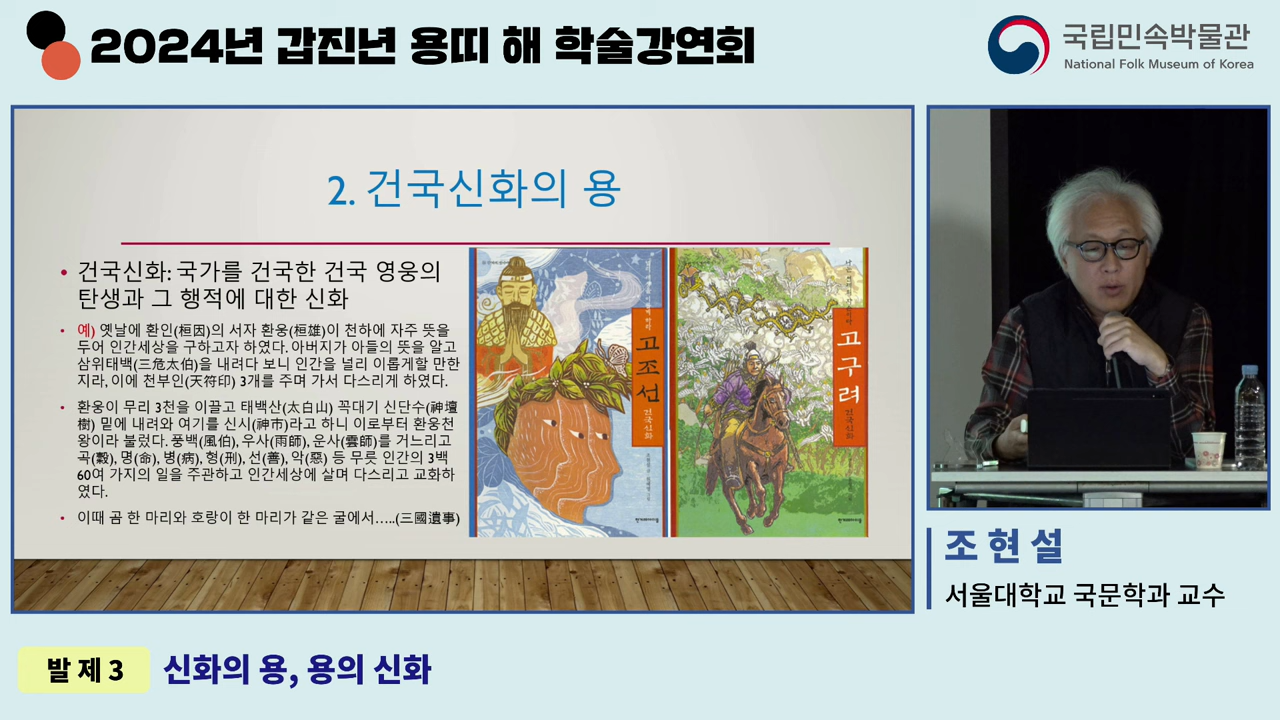 2024년 갑진년 용띠 해 학술강연회
국립민속박물관
National Folk Museum of Korea
2. 건국신화의 용
• 건국신화: 국가를 건국한 건국 영웅의
탄생과 그 행적에 대한 신화
• 예) 옛날에 환인(桓因)의 서자 환웅(桓雄)이 천하에 자주 뜻을
두어 인간세상을 구하고자 하였다. 아버지가 아들의 뜻을 알고
삼위태백(三危太伯)을 내려다 보니 인간을 널리 이롭게할 만한
지라, 이에 천부인(天符印) 3개를 주며 가서 다스리게 하였다.
• 환웅이 무리 3천을 이끌고 태백산(太白山) 꼭대기 신단수(神壇
樹) 밑에 내려와 여기를 신시(神市)라고 하니 이로부터 환웅천
왕이라 불렀다. 풍백(風伯), 우사(雨師), 운사(雲師)를 거느리고
곡(穀), 명(命), 병(病), 형(刑), 선(善), 악(惡) 등 무릇 인간의 3백
60여 가지의 일을 주관하고 인간세상에 살며 다스리고 교화하
였다.
• 이때 곰 한 마리와 호랑이 한 마리가 같은 굴에서…..(三國遺事)
고조선
건국신화
고구려
건국신화
조현설
서울대학교 국문학과 교수
발제 3
신화의 용, 용의 신화